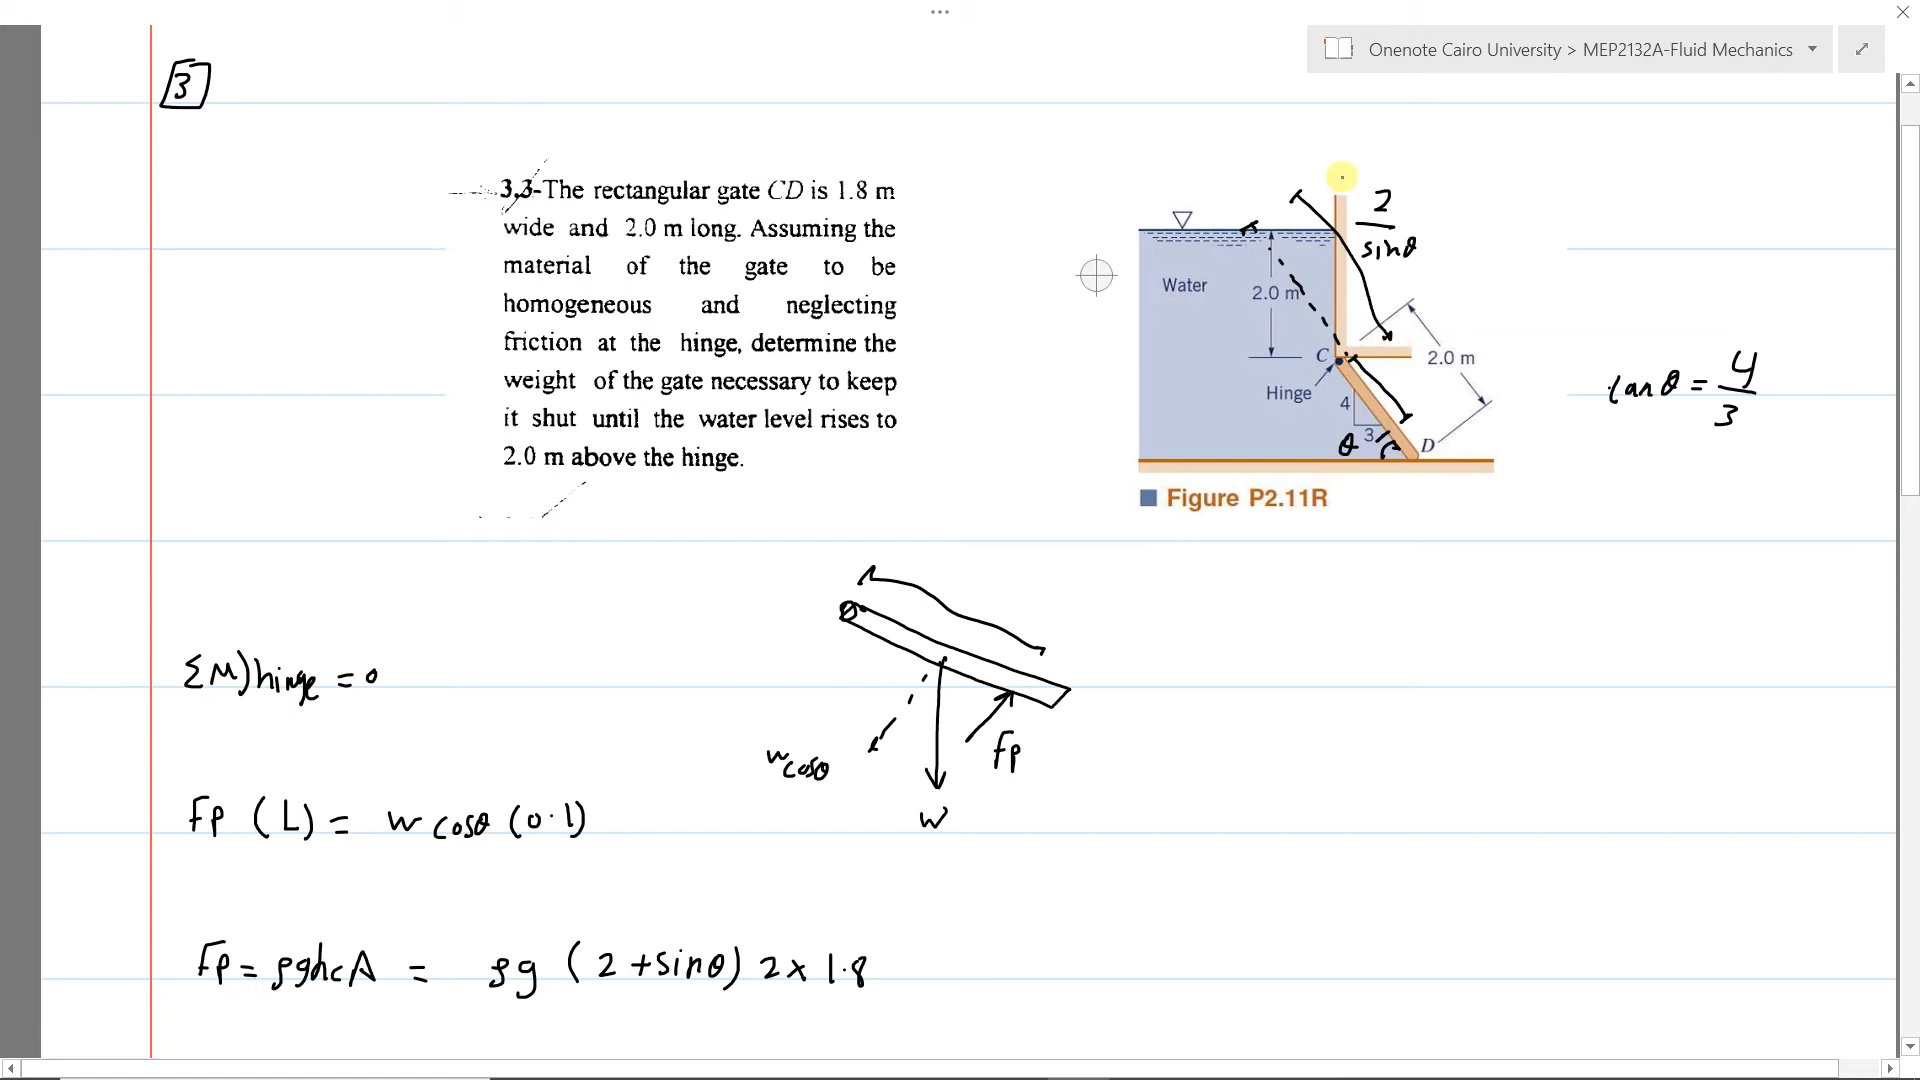 Onenote Cairo University > MEP2132A-Fluid Mechanics
3
3.3-The rectangular gate CD is 1.8 m
wide and 2.0 m long. Assuming the
material of the gate to be
homogeneous and neglecting
friction at the hinge, determine the
weight of the gate necessary to keep
it shut until the water level rises to
2.0 m above the hinge.
2
sinθ
Water
2.0 m
C
2.0 m
Hinge
4
3
θ
D
Figure P2.11R
tanθ = 4/3
ΣM)hinge = 0
wcosθ
Fp
w
Fp (L) = w cosθ (0.1)
Fp = ρghcA = ρg (2 + sinθ) 2 x 1.8